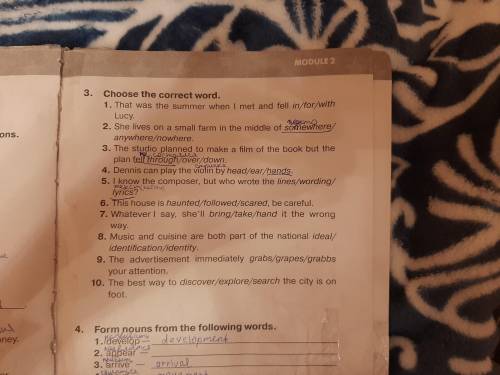 MODULE 2
ons.
3. Choose the correct word.
1. That was the summer when I met and fell in/for/with
Lucy.
2. She lives on a small farm in the middle of somewhere/
anywhere/nowhere.
3. The studio planned to make a film of the book but the
plan fell through/over/down.
4. Dennis can play the violin by head/ear/hands.
5. I know the composer, but who wrote the lines/wording/
lyrics?
6. This house is haunted/followed/scared, be careful.
7. Whatever I say, she'll bring/take/hand it the wrong
way.
8. Music and cuisine are both part of the national ideal/
identification/identity.
9. The advertisement immediately grabs/grapes/grabbs
your attention.
10. The best way to discover/explore/search the city is on
foot.
4. Form nouns from the following words.
ney.
1. develop – development
2. appear –
3. arrive – arrival